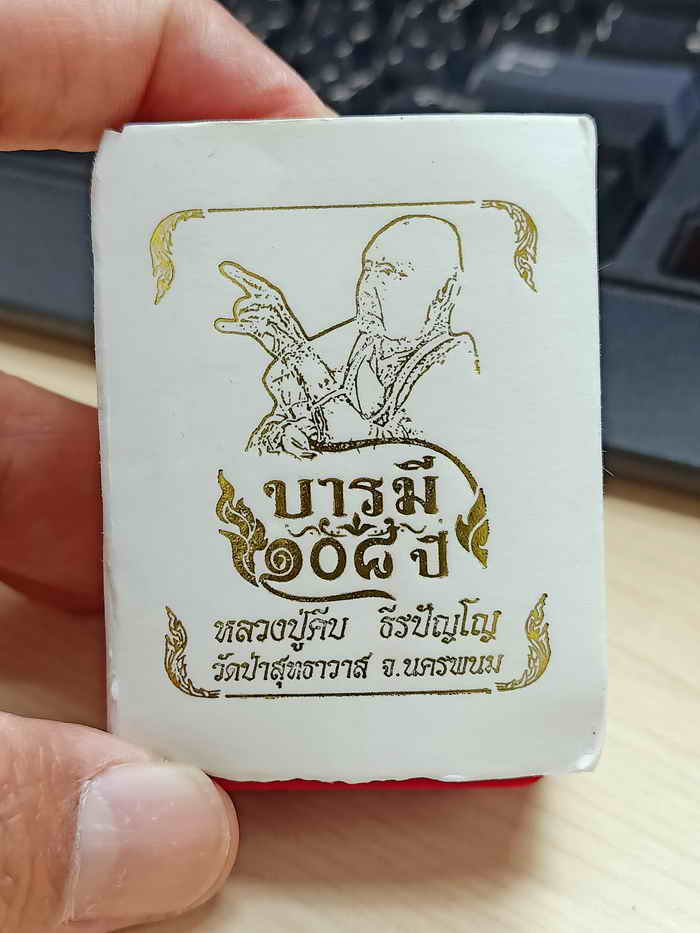 บารมี
๑๐๘ ปี
หลวงปู่คีบ ธีรปัญโญ
วัดป่าสุทธาวาส จ.นครพนม